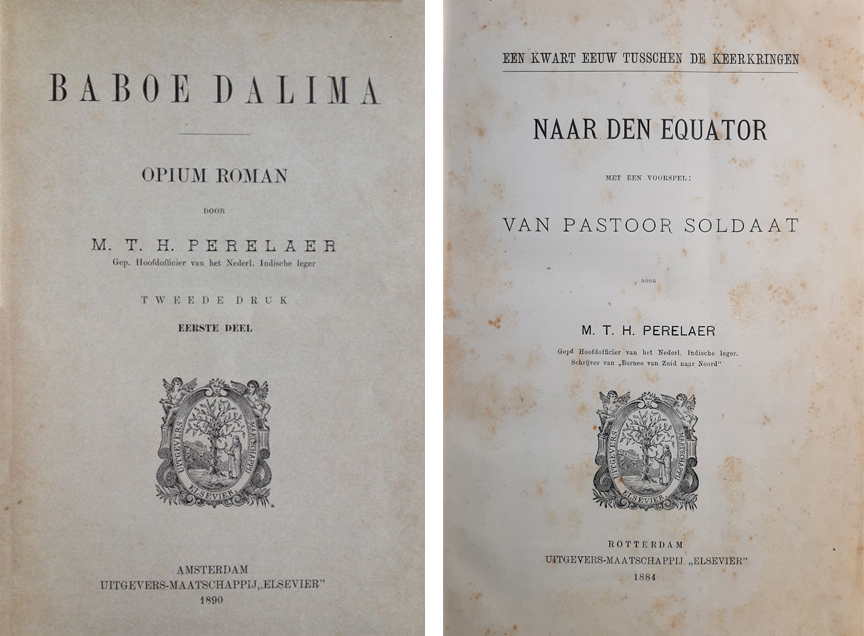 BABOE DALIMA
OPIUM ROMAN
DOOR
M. T. H. PERELAER
Gep. Hoofdofficier van het Nederl. Indische leger
TWEEDE DRUK
EERSTE DEEL
UITGEVERS MAATSCHAPPIJ
ELSEVIER
AMSTERDAM
UITGEVERS-MAATSCHAPPIJ „ELSEVIER”
1890
EEN KWART EEUW TUSSCHEN DE KEERKRINGEN
NAAR DEN EQUATOR
MET EEN VOORSPEL:
VAN PASTOOR SOLDAAT
DOOR
M. T. H. PERELAER
Gepd Hoofdofficier van het Nederl. Indische leger.
Schrijver van „Borneo van Zuid naar Noord”
UITGEVERS MAATSCHAPPIJ
ELSEVIER
ROTTERDAM
UITGEVERS-MAATSCHAPPIJ „ELSEVIER”
1884